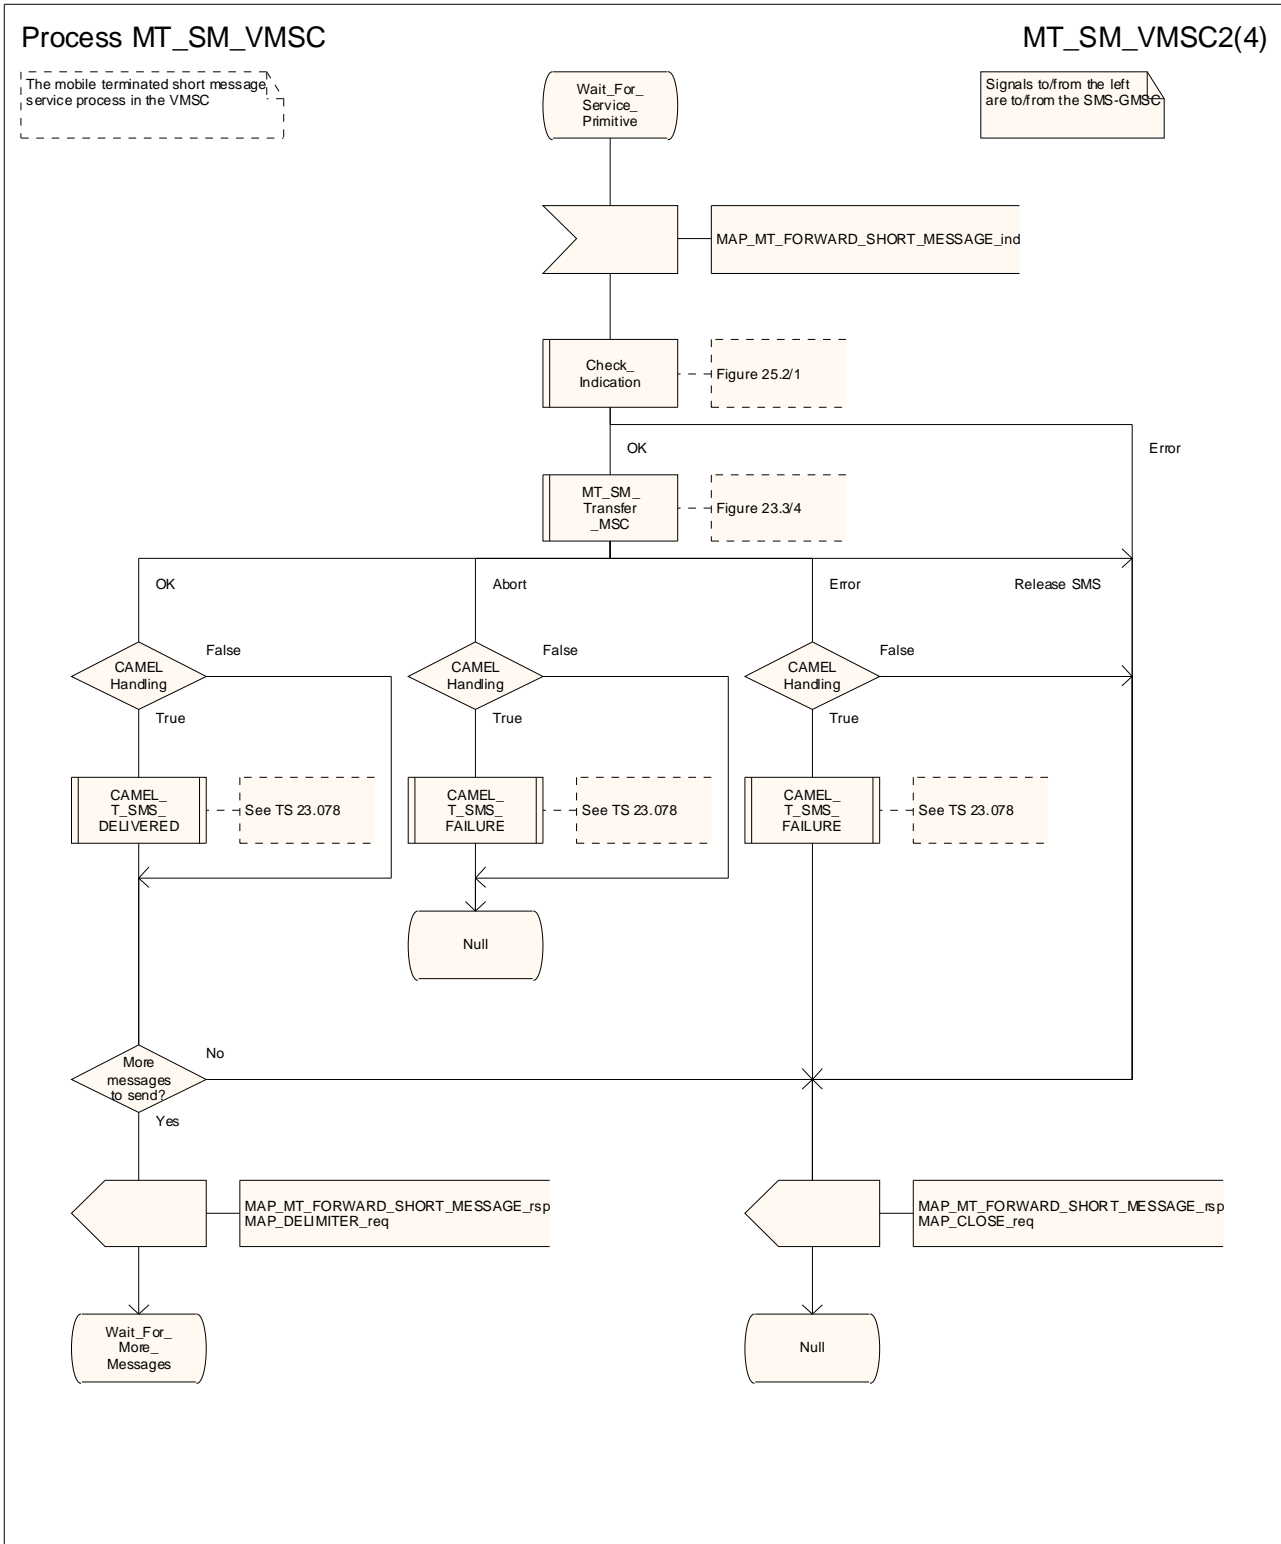 Process MT_SM_VMSC
MT_SM_VMSC2(4)
The mobile terminated short message
service process in the VMSC
Wait_For_
Service_
Primitive
Signals to/from the left
are to/from the SMS-GMSC
MAP_MT_FORWARD_SHORT_MESSAGE_ind
Check_
Indication
Figure 25.2/1
OK
Error
MT_SM_
Transfer
_MSC
Figure 23.3/4
OK
Abort
Error
Release SMS
CAMEL
Handling
False
True
CAMEL
Handling
False
True
CAMEL
Handling
False
True
CAMEL_
T_SMS_
DELIVERED
See TS 23.078
CAMEL_
T_SMS_
FAILURE
See TS 23.078
CAMEL_
T_SMS_
FAILURE
See TS 23.078
Null
More
messages
to send?
No
Yes
MAP_MT_FORWARD_SHORT_MESSAGE_rsp
MAP_DELIMITER_req
MAP_MT_FORWARD_SHORT_MESSAGE_rsp
MAP_CLOSE_req
Wait_For_
More_
Messages
Null